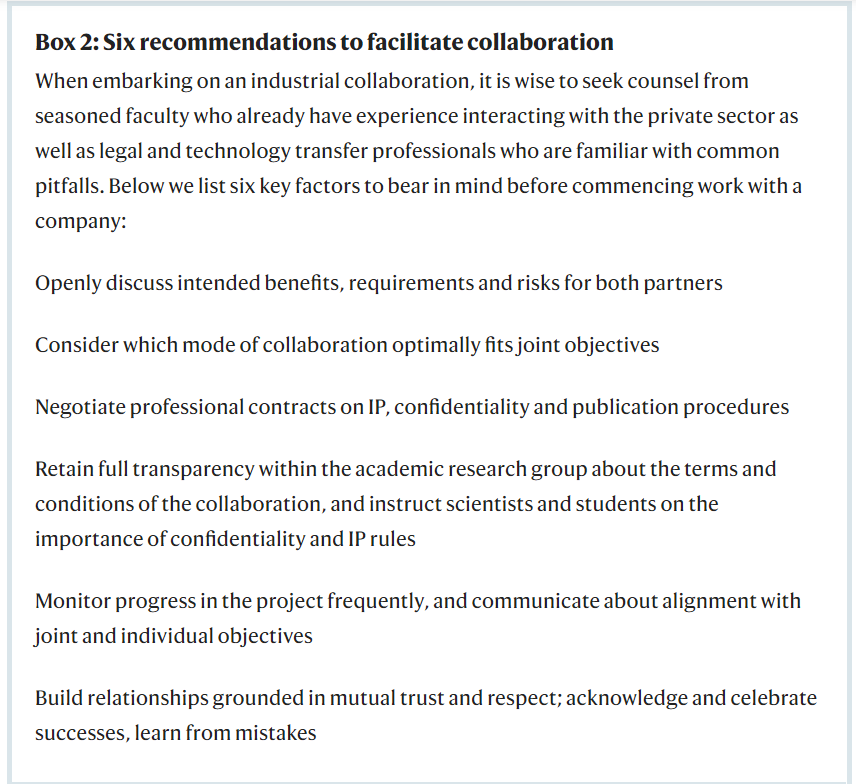 Box 2: Six recommendations to facilitate collaboration
When embarking on an industrial collaboration, it is wise to seek counsel from
seasoned faculty who already have experience interacting with the private sector as
well as legal and technology transfer professionals who are familiar with common
pitfalls. Below we list six key factors to bear in mind before commencing work with a
company:
Openly discuss intended benefits, requirements and risks for both partners
Consider which mode of collaboration optimally fits joint objectives
Negotiate professional contracts on IP, confidentiality and publication procedures
Retain full transparency within the academic research group about the terms and
conditions of the collaboration, and instruct scientists and students on the
importance of confidentiality and IP rules
Monitor progress in the project frequently, and communicate about alignment with
joint and individual objectives
Build relationships grounded in mutual trust and respect; acknowledge and celebrate
successes, learn from mistakes